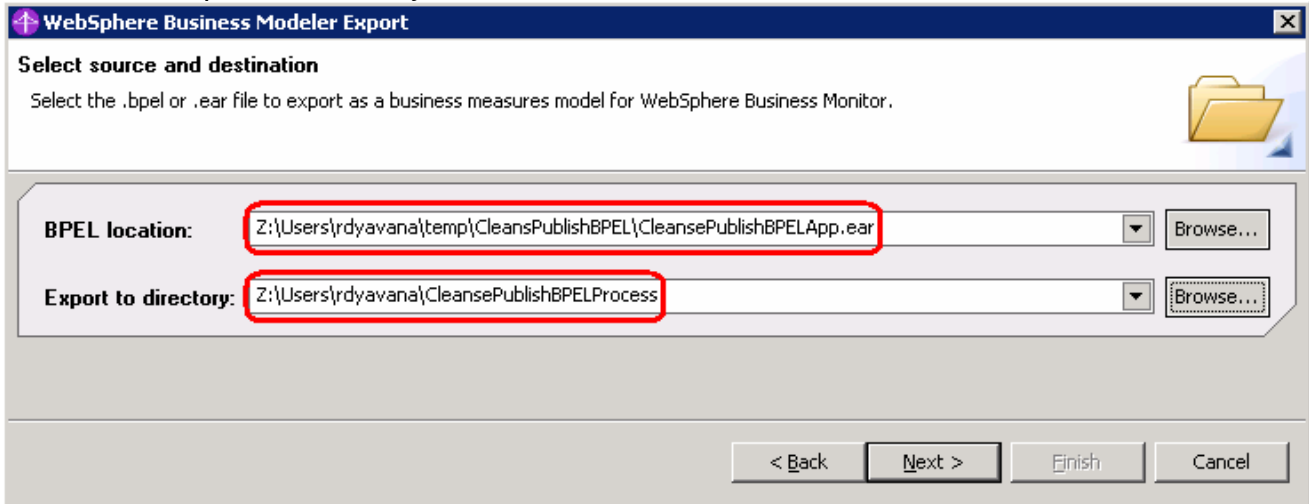 WebSphere Business Modeler Export
Select source and destination
Select the .bpel or .ear file to export as a business measures model for WebSphere Business Monitor.
BPEL location: Z:\Users\rdyavana\temp\CleansPublishBPEL\CleansePublishBPELApp.ear Browse...
Export to directory: Z:\Users\rdyavana\CleansePublishBPELProcess Browse...
< Back Next > Finish Cancel